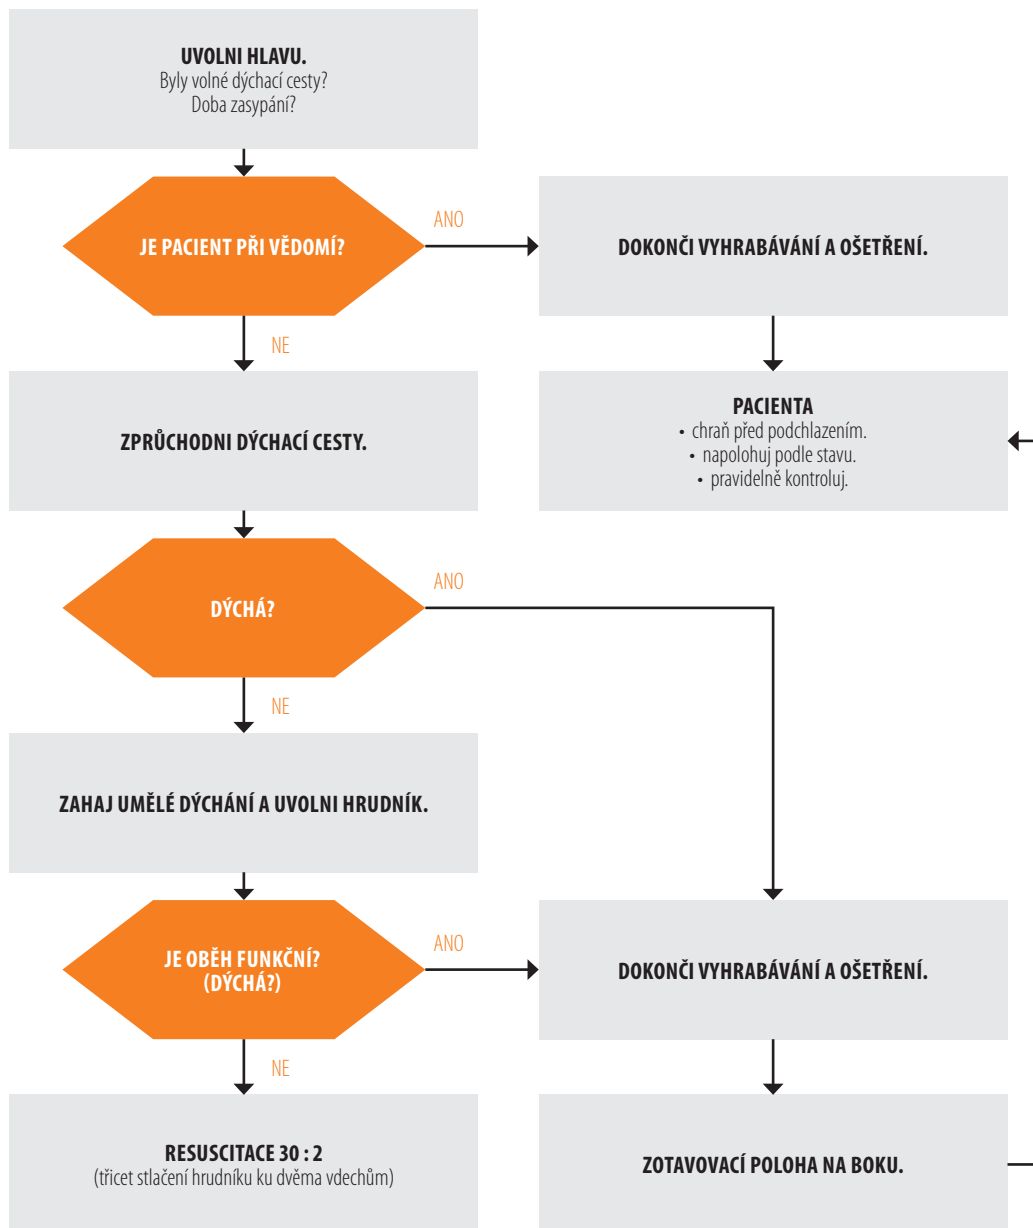 UVOLNI HLAVU.
Byly volné dýchací cesty?
Doba zasypání?
JE PACIENT PŘI VĚDOMÍ?
ANO
DOKONČI VYHRABÁVÁNÍ A OŠETŘENÍ.
NE
ZPRŮCHODNI DÝCHACÍ CESTY.
PACIENTA
• chraň před podchlazením.
• napolohuj podle stavu.
• pravidelně kontroluj.
DÝCHÁ?
ANO
NE
ZAHAJ UMĚLÉ DÝCHÁNÍ A UVOLNI HRUDNÍK.
JE OBĚH FUNKČNÍ?
(DÝCHÁ?)
ANO
DOKONČI VYHRABÁVÁNÍ A OŠETŘENÍ.
NE
RESUSCITACE 30 : 2
(třicet stlačení hrudníku ku dvěma vdechům)
ZOTAVOVACÍ POLOHA NA BOKU.